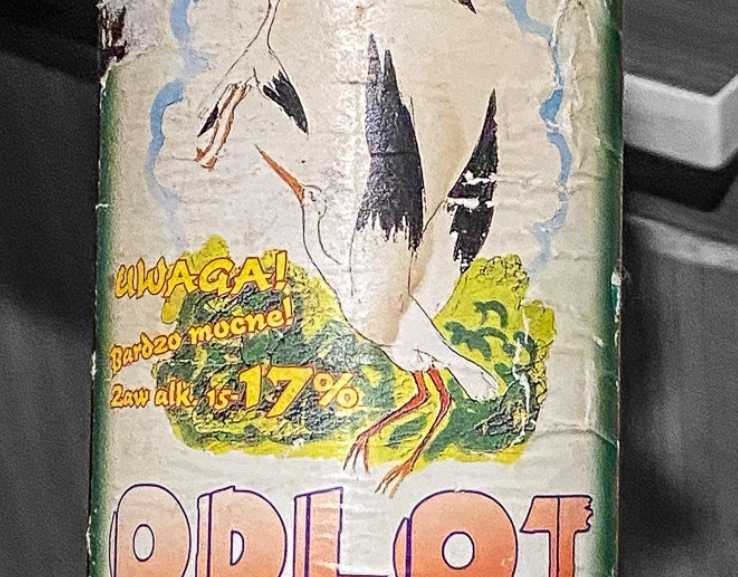 UWAGA!
Bardzo mocne!
Zaw alk. 15-17%
ODLOT